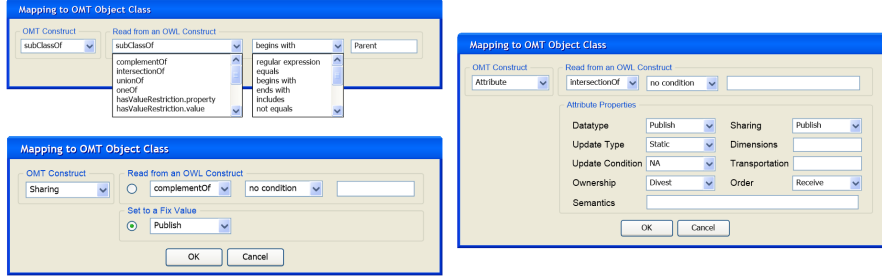 Mapping to OMT Object Class
OMT Construct
Read from an OWL Construct
subClassOf
subClassOf
begins with
Parent
complementOf
intersectionOf
unionOf
oneOf
hasValueRestriction.property
hasValueRestriction.value
regular expression
equals
begins with
ends with
includes
not equals
Mapping to OMT Object Class
OMT Construct
Read from an OWL Construct
Sharing
complementOf
no condition
Set to a Fix Value
Publish
OK
Cancel
Mapping to OMT Object Class
OMT Construct
Read from an OWL Construct
Attribute
intersectionOf
no condition
Attribute Properties
Datatype
Publish
Sharing
Publish
Update Type
Static
Dimensions
Update Condition
NA
Transportation
Ownership
Divest
Order
Receive
Semantics
OK
Cancel